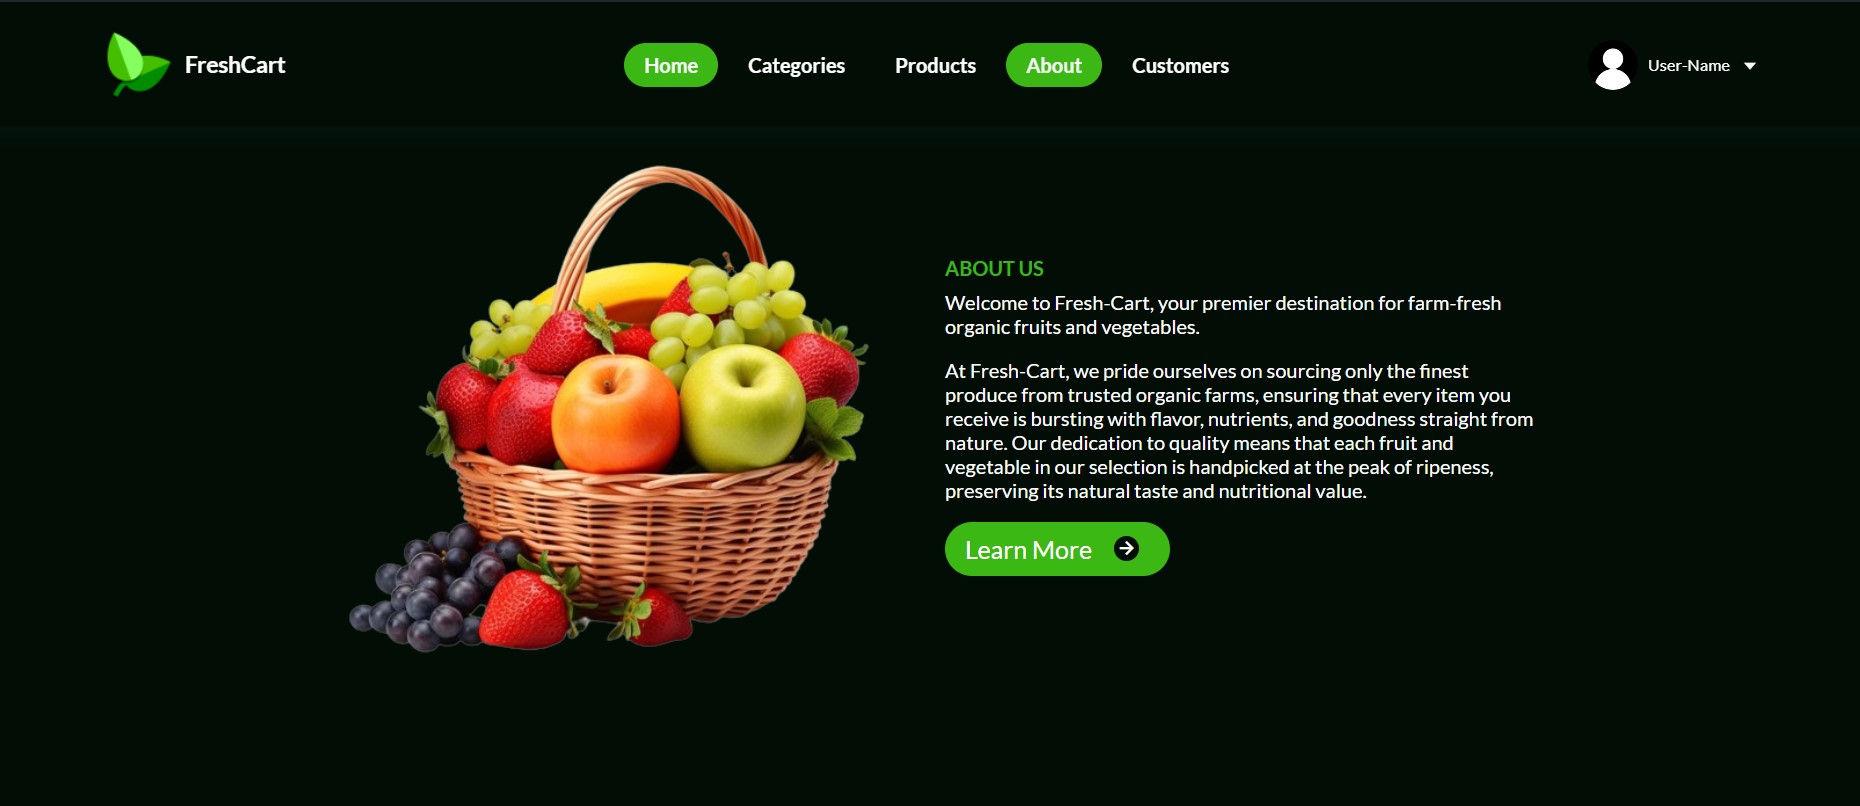 FreshCart
Home
Categories
Products
About
Customers
User-Name
ABOUT US
Welcome to Fresh-Cart, your premier destination for farm-fresh
organic fruits and vegetables.
At Fresh-Cart, we pride ourselves on sourcing only the finest
produce from trusted organic farms, ensuring that every item you
receive is bursting with flavor, nutrients, and goodness straight from
nature. Our dedication to quality means that each fruit and
vegetable in our selection is handpicked at the peak of ripeness,
preserving its natural taste and nutritional value.
Learn More